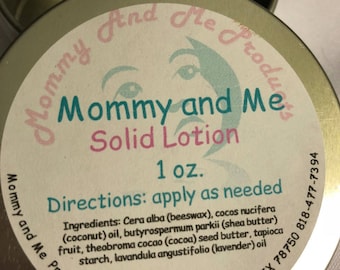 Mommy And Me Products
Mommy and Me
Solid Lotion
1 oz.
Directions: apply as needed
Ingredients: Cera alba (beeswax), cocos nucifera
(coconut) oil, butyrospermum parkii (shea butter)
fruit, theobroma cacao (cocoa) seed butter, tapioca
starch, lavandula angustifolia (lavender) oil
Mommy and Me
TX 78750 818-477-7394